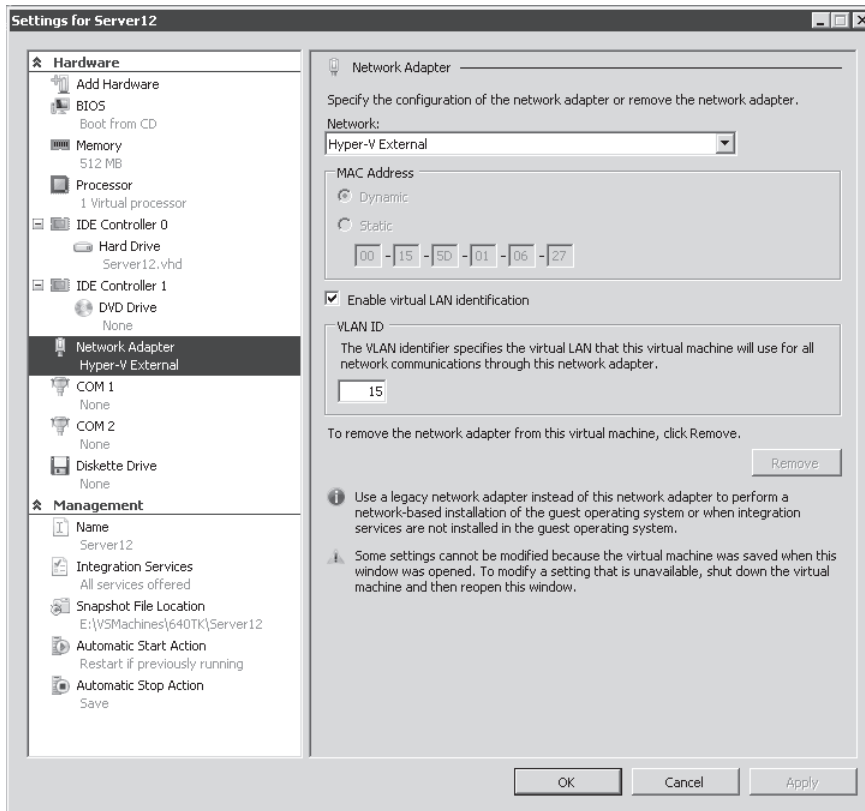 Settings for Server12
Hardware
Add Hardware
BIOS
Boot from CD
Memory
512 MB
Processor
1 Virtual processor
IDE Controller 0
Hard Drive
Server12.vhd
IDE Controller 1
DVD Drive
None
Network Adapter
Hyper-V External
COM 1
None
COM 2
None
Diskette Drive
None
Management
Name
Server12
Integration Services
All services offered
Snapshot File Location
E:\VSMachines\640TK\Server12
Automatic Start Action
Restart if previously running
Automatic Stop Action
Save
Network Adapter
Specify the configuration of the network adapter or remove the network adapter.
Network:
Hyper-V External
MAC Address
Dynamic
Static
00 - 15 - 5D - 01 - 06 - 27
Enable virtual LAN identification
VLAN ID
The VLAN identifier specifies the virtual LAN that this virtual machine will use for all
network communications through this network adapter.
15
To remove the network adapter from this virtual machine, click Remove.
Remove
Use a legacy network adapter instead of this network adapter to perform a
network-based installation of the guest operating system or when integration
services are not installed in the guest operating system.
Some settings cannot be modified because the virtual machine was saved when this
window was opened. To modify a setting that is unavailable, shut down the virtual
machine and then reopen this window.
OK
Cancel
Apply